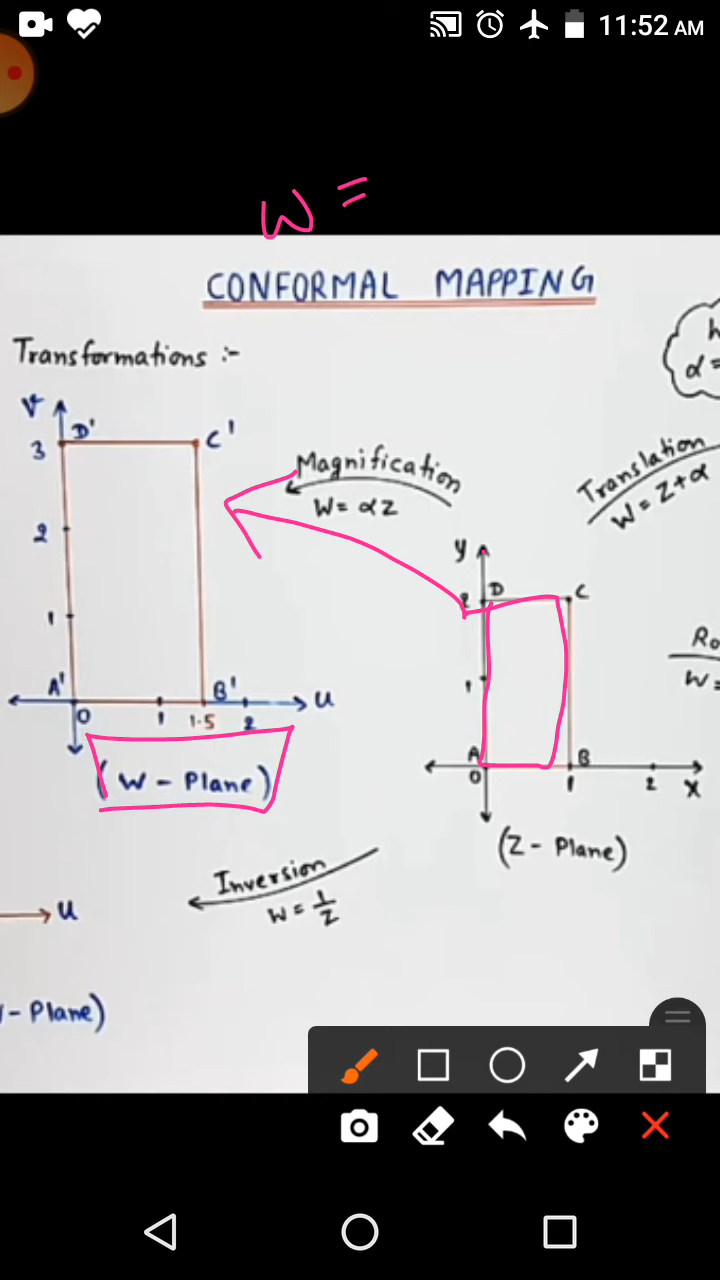 11:52 AM
W =
CONFORMAL MAPPING
Transformations :-
h
α =
V
D'
C'
3
2
1
A'
B'
0
1
1.5
2
u
(W - Plane)
Magnification
W = αZ
Translation
W = Z + α
y
D
C
2
1
A
B
0
1
2
X
(Z - Plane)
Ro
W =
Inversion
W = 1/Z
u
- Plane)